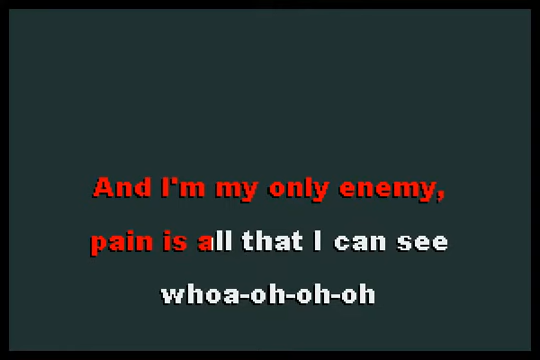 And I'm my only enemy,
pain is all that I can see
whoa-oh-oh-oh